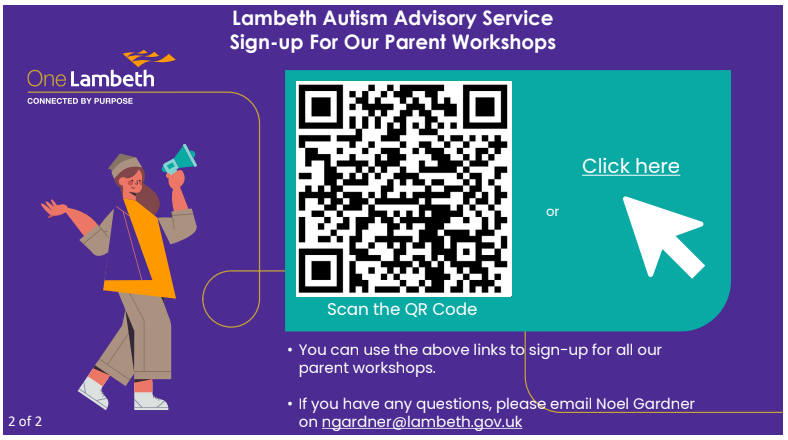 Lambeth Autism Advisory Service
Sign-up For Our Parent Workshops
One Lambeth
CONNECTED BY PURPOSE
Click here
or
Scan the QR Code
• You can use the above links to sign-up for all our
parent workshops.
• If you have any questions, please email Noel Gardner
on ngardner@lambeth.gov.uk
2 of 2